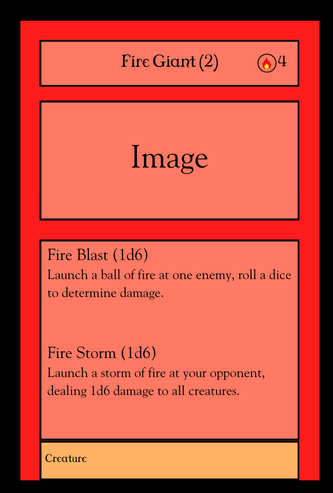 Fire Giant (2) 4
Image
Fire Blast (1d6)
Launch a ball of fire at one enemy, roll a dice
to determine damage.
Fire Storm (1d6)
Launch a storm of fire at your opponent,
dealing 1d6 damage to all creatures.
Creature